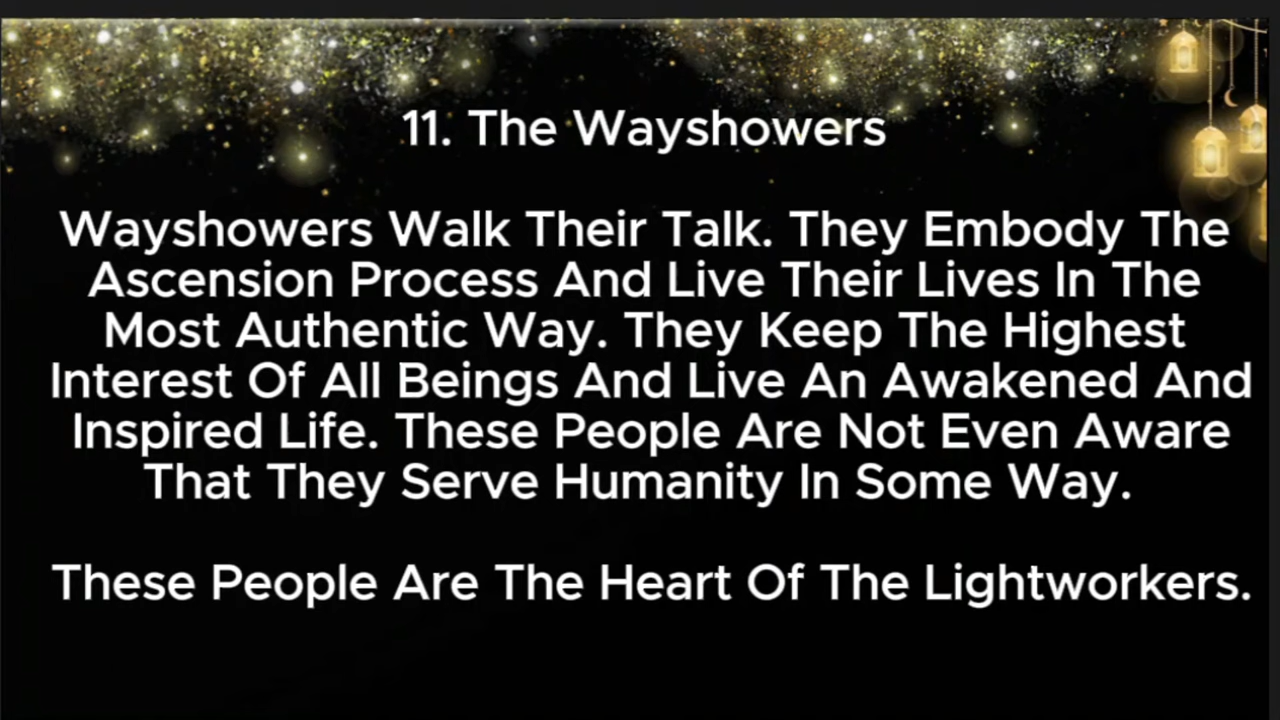 11. The Wayshowers
Wayshowers Walk Their Talk. They Embody The
Ascension Process And Live Their Lives In The
Most Authentic Way. They Keep The Highest
Interest Of All Beings And Live An Awakened And
Inspired Life. These People Are Not Even Aware
That They Serve Humanity In Some Way.
These People Are The Heart Of The Lightworkers.